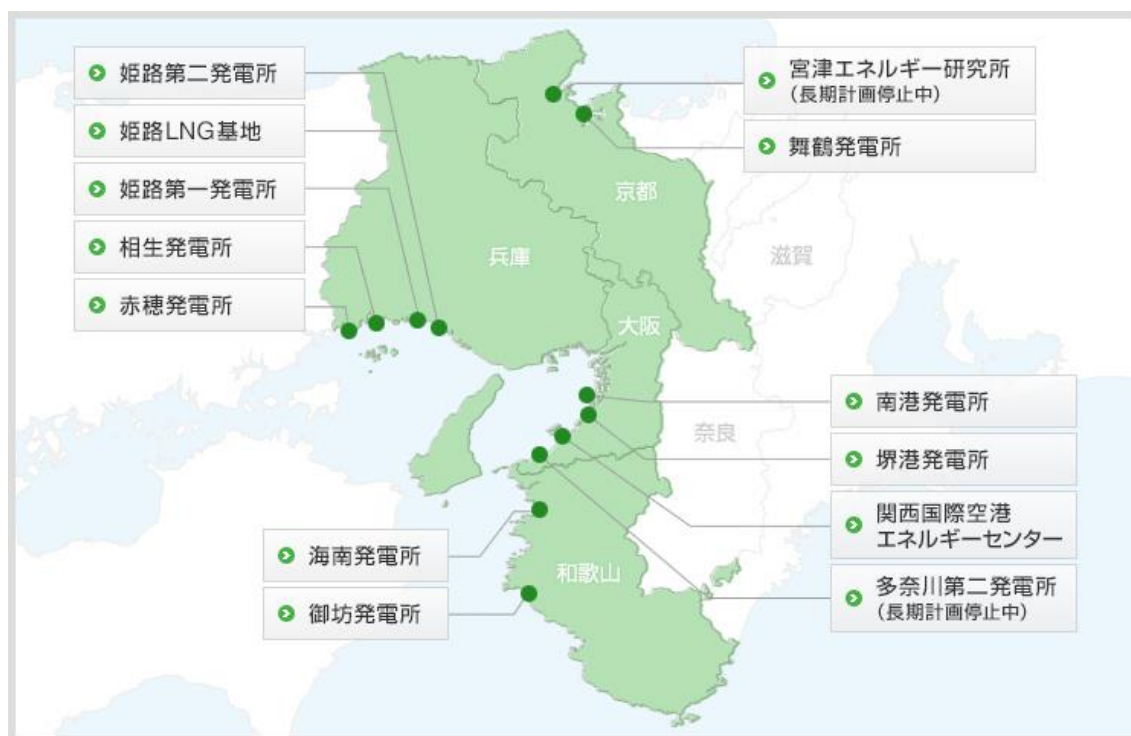 姫路第二発電所
姫路LNG基地
姫路第一発電所
相生発電所
赤穂発電所
宮津エネルギー研究所
(長期計画停止中)
舞鶴発電所
京都
兵庫
滋賀
大阪
奈良
和歌山
南港発電所
堺港発電所
関西国際空港
エネルギーセンター
多奈川第二発電所
(長期計画停止中)
海南発電所
御坊発電所